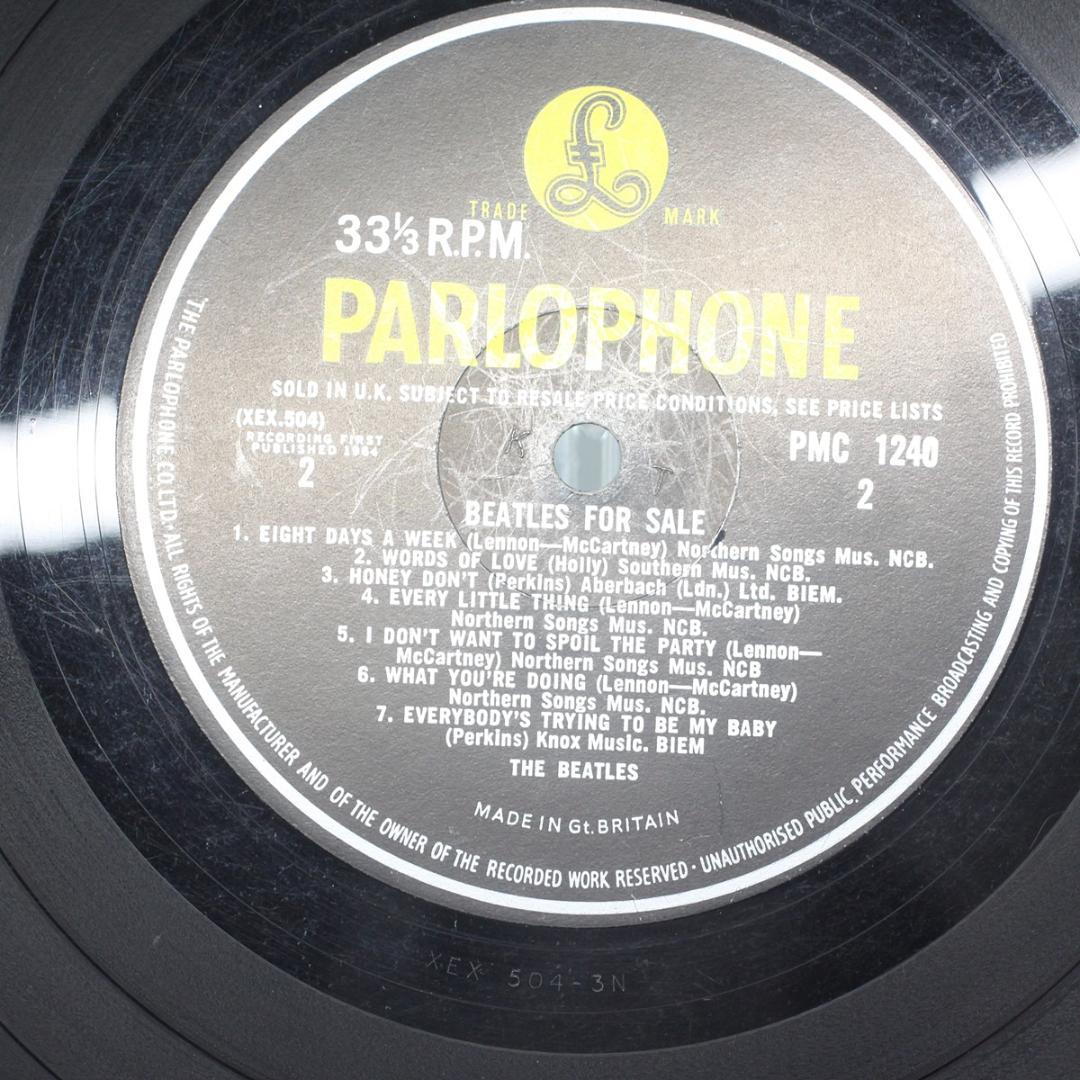 £
TRADE MARK
33⅓ R.P.M.
PARLOPHONE
SOLD IN U.K. SUBJECT TO RESALE PRICE CONDITIONS, SEE PRICE LISTS
(XEX.504)
RECORDING FIRST
PUBLISHED 1964
2
PMC 1240
2
K T
BEATLES FOR SALE
1. EIGHT DAYS A WEEK (Lennon—McCartney) Northern Songs Mus. NCB.
2. WORDS OF LOVE (Holly) Southern Mus. NCB.
3. HONEY DON'T (Perkins) Aberbach (Ldn.) Ltd. BIEM.
4. EVERY LITTLE THING (Lennon—McCartney)
Northern Songs Mus. NCB.
5. I DON'T WANT TO SPOIL THE PARTY (Lennon—
McCartney) Northern Songs Mus. NCB
6. WHAT YOU'RE DOING (Lennon—McCartney)
Northern Songs Mus. NCB.
7. EVERYBODY'S TRYING TO BE MY BABY
(Perkins) Knox Music. BIEM
THE BEATLES
MADE IN Gt. BRITAIN
THE PARLOPHONE CO. LTD. · ALL RIGHTS OF THE MANUFACTURER AND OF THE OWNER OF THE RECORDED WORK RESERVED · UNAUTHORISED PUBLIC PERFORMANCE BROADCASTING AND COPYING OF THIS RECORD PROHIBITED
XEX 504-3N